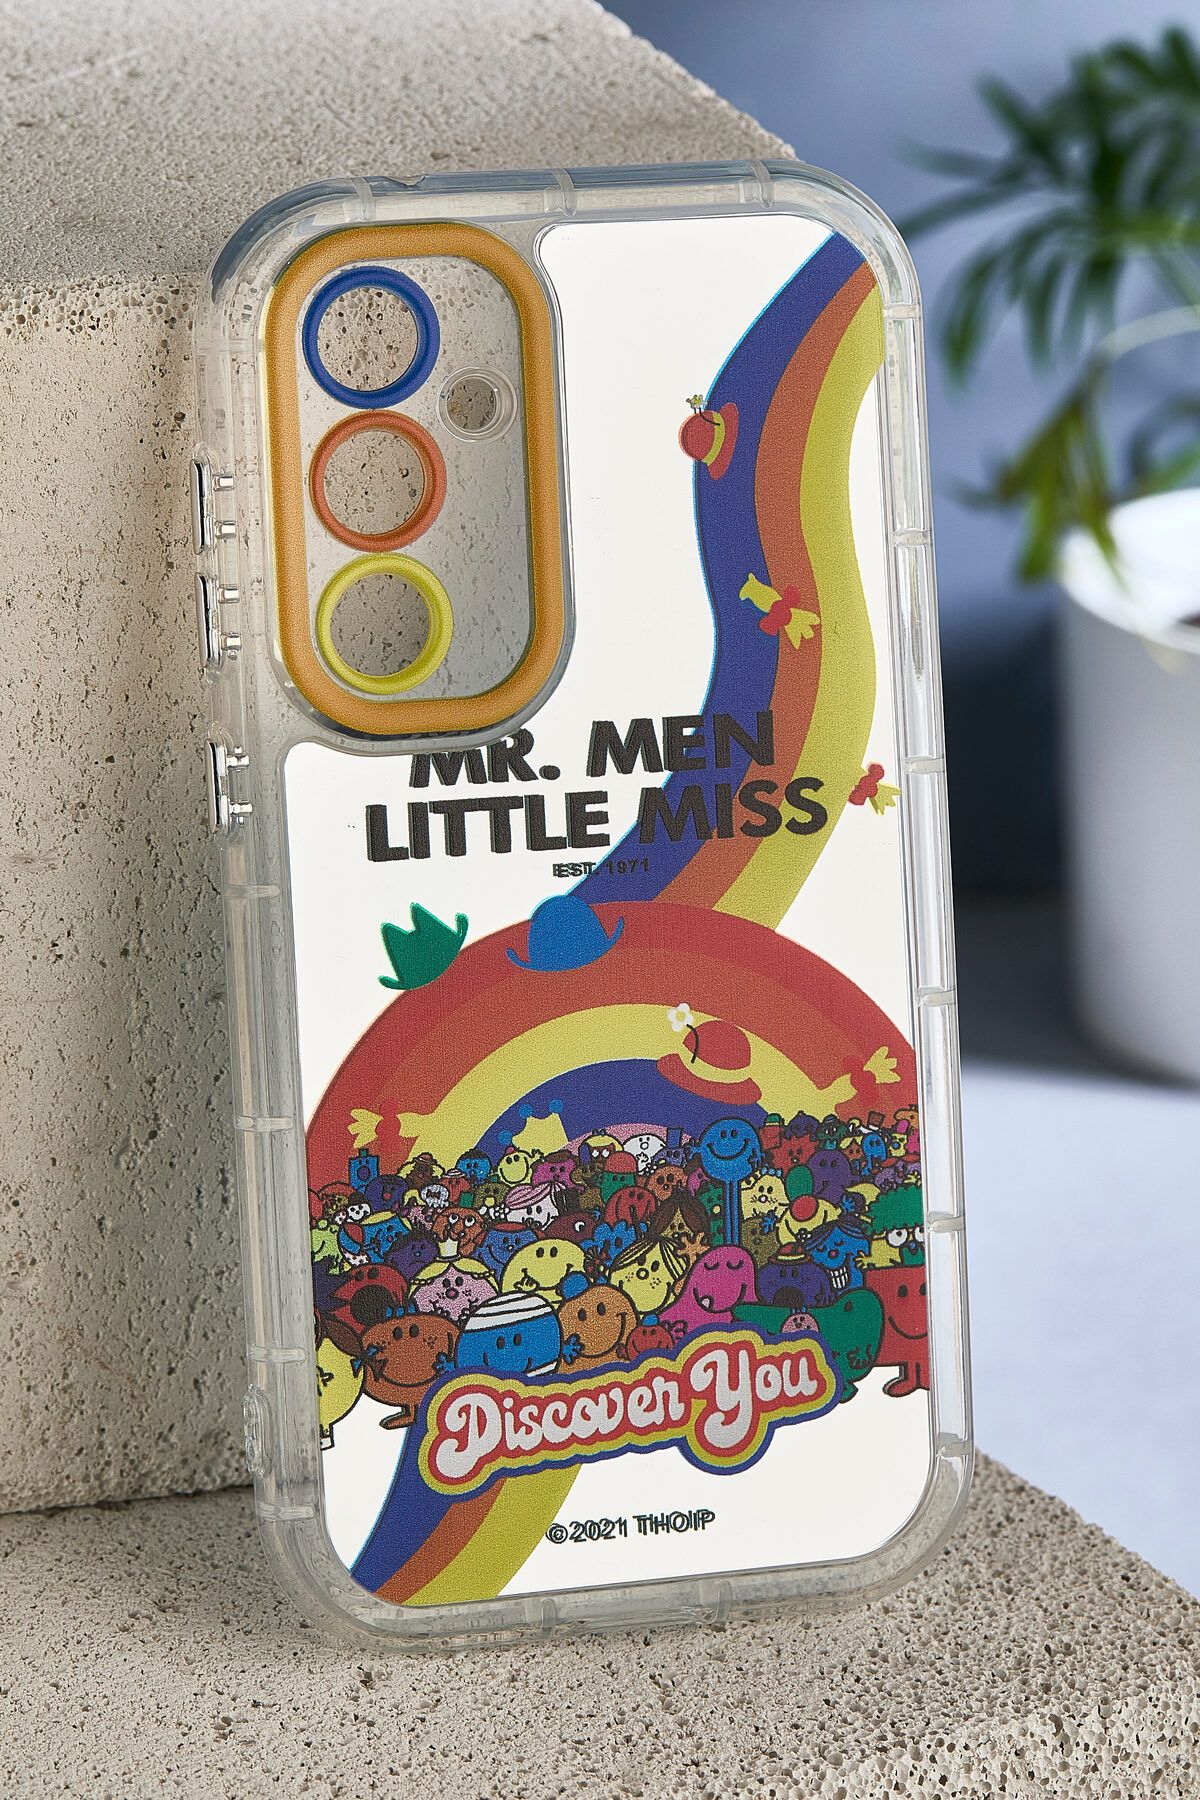 MR. MEN
LITTLE MISS
EST. 1971
Discover You
©2021 THOIP